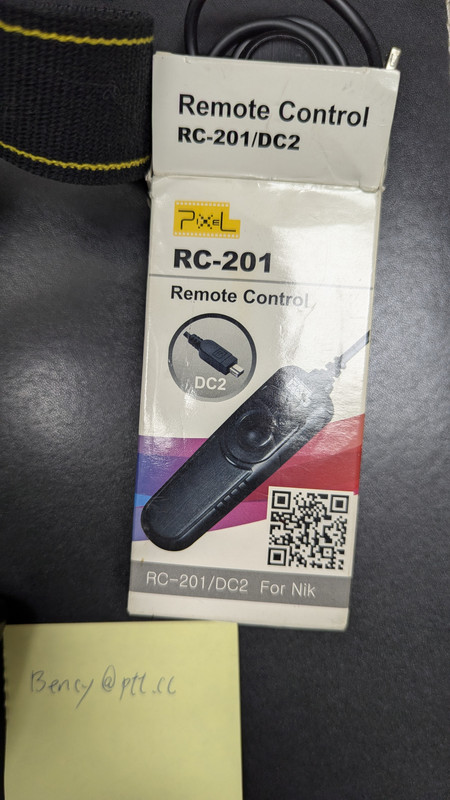 Remote Control
RC-201/DC2
PIXEL
RC-201
Remote Control
DC2
RC-201/DC2 For Nik
Bency@ptt.cc